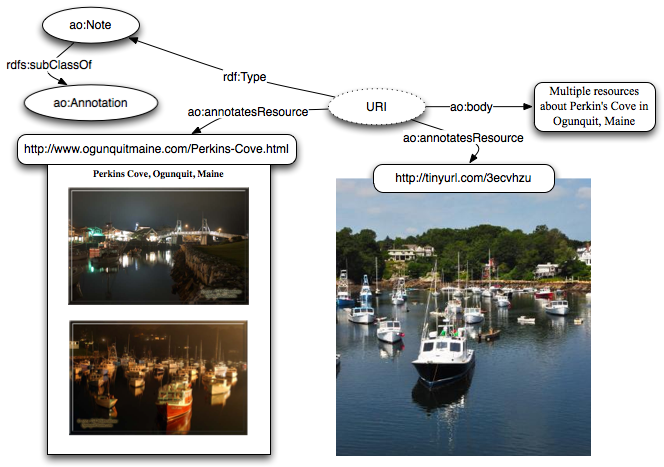 ao:Note
rdfs:subClassOf
rdf:Type
ao:Annotation
URI
ao:body
Multiple resources
about Perkin's Cove in
Ogunquit, Maine
ao:annotatesResource
ao:annotatesResource
http://www.ogunquitmaine.com/Perkins-Cove.html
http://tinyurl.com/3ecvhzu
Perkins Cove, Ogunquit, Maine